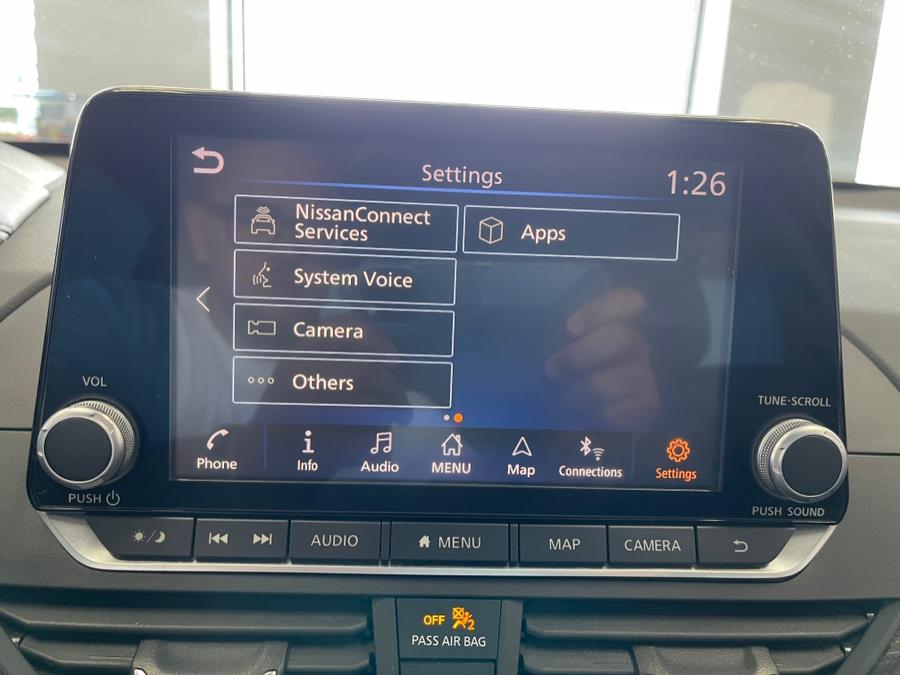 Settings
1:26
NissanConnect
Services
Apps
System Voice
Camera
Others
VOL
TUNE·SCROLL
Phone
Info
Audio
MENU
Map
Connections
Settings
PUSH
PUSH SOUND
AUDIO
MENU
MAP
CAMERA
OFF
2
PASS AIR BAG